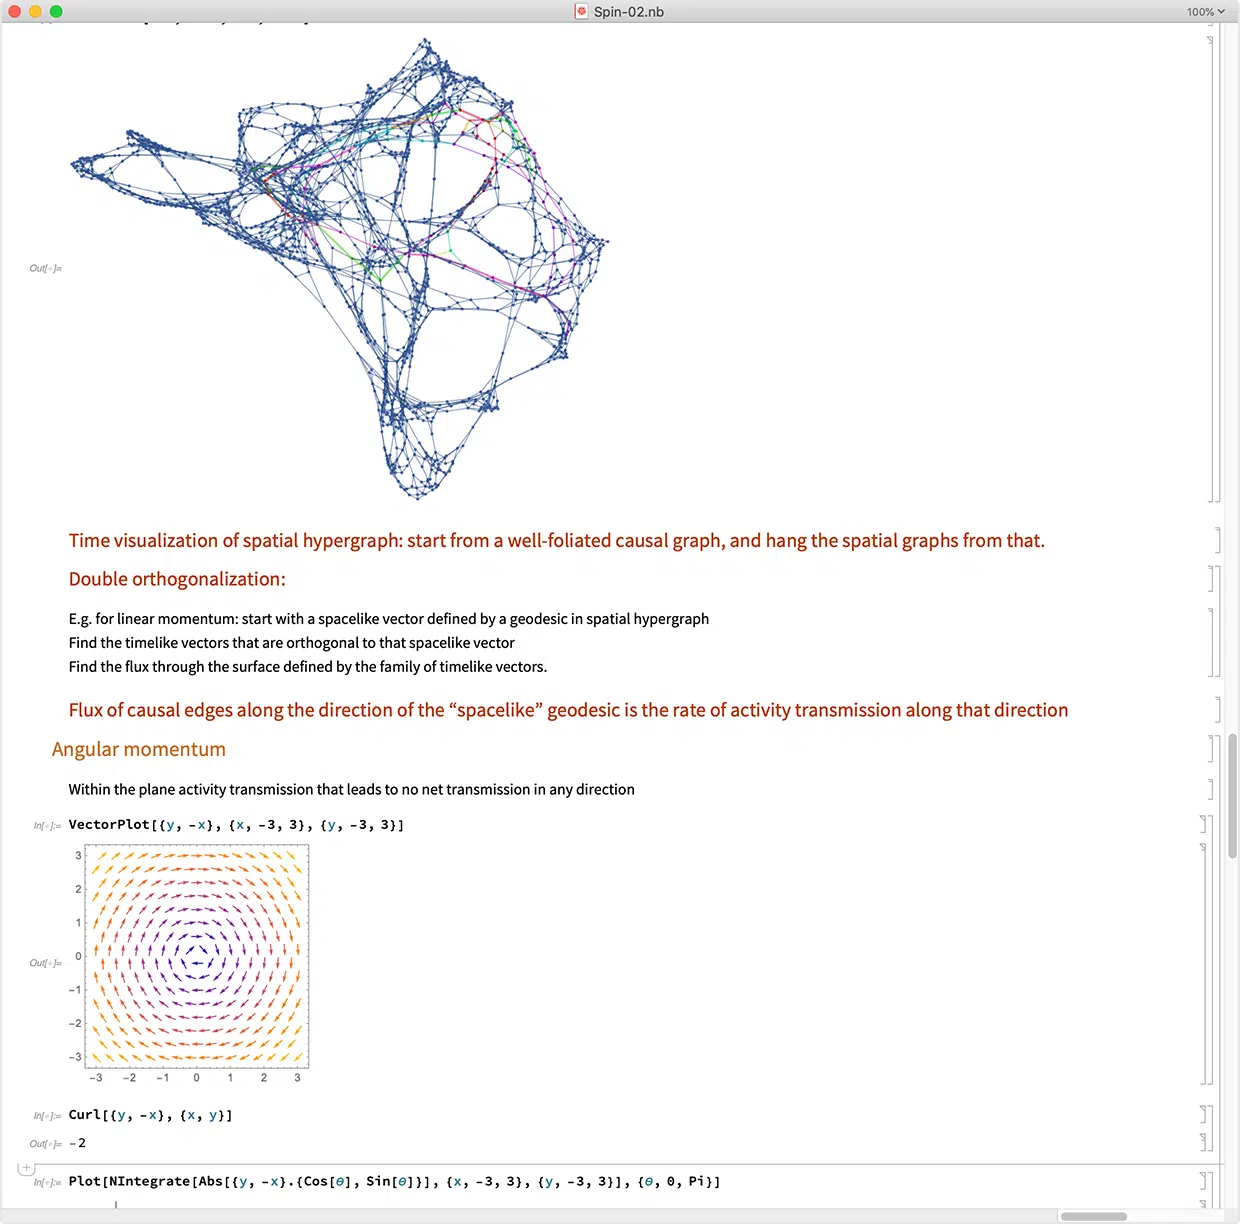 Spin-02.nb
100%
Out[∘]=
Time visualization of spatial hypergraph: start from a well-foliated causal graph, and hang the spatial graphs from that.
Double orthogonalization:
E.g. for linear momentum: start with a spacelike vector defined by a geodesic in spatial hypergraph
Find the timelike vectors that are orthogonal to that spacelike vector
Find the flux through the surface defined by the family of timelike vectors.
Flux of causal edges along the direction of the “spacelike” geodesic is the rate of activity transmission along that direction
Angular momentum
Within the plane activity transmission that leads to no net transmission in any direction
In[∘]:= VectorPlot[{y, -x}, {x, -3, 3}, {y, -3, 3}]
Out[∘]=
3
2
1
0
-1
-2
-3
-3 -2 -1 0 1 2 3
In[∘]:= Curl[{y, -x}, {x, y}]
Out[∘]= -2
In[∘]:= Plot[NIntegrate[Abs[{y, -x}.{Cos[θ], Sin[θ]}], {x, -3, 3}, {y, -3, 3}], {θ, 0, Pi}]